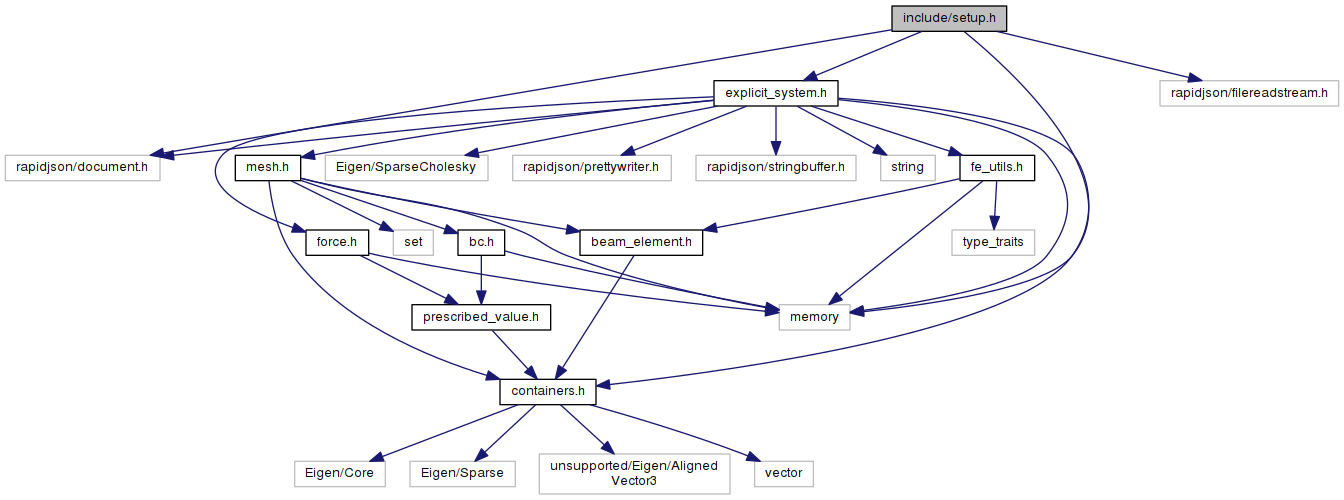 include/setup.h
explicit_system.h
rapidjson/filereadstream.h
rapidjson/document.h
mesh.h
Eigen/SparseCholesky
rapidjson/prettywriter.h
rapidjson/stringbuffer.h
string
fe_utils.h
force.h
set
bc.h
beam_element.h
type_traits
prescribed_value.h
memory
containers.h
Eigen/Core
Eigen/Sparse
unsupported/Eigen/Aligned
Vector3
vector